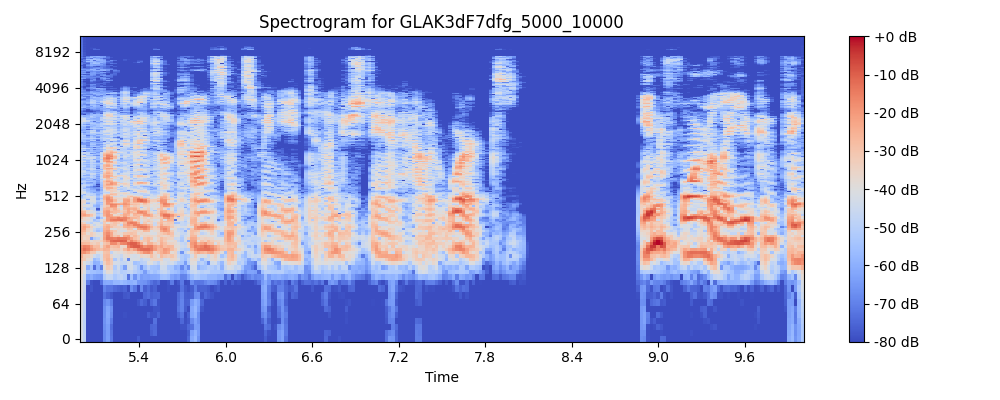 Spectrogram for GLAK3dF7dfg_5000_10000
8192
4096
2048
1024
512
256
128
64
0
Hz
5.4 6.0 6.6 7.2 7.8 8.4 9.0 9.6
Time
+0 dB
-10 dB
-20 dB
-30 dB
-40 dB
-50 dB
-60 dB
-70 dB
-80 dB